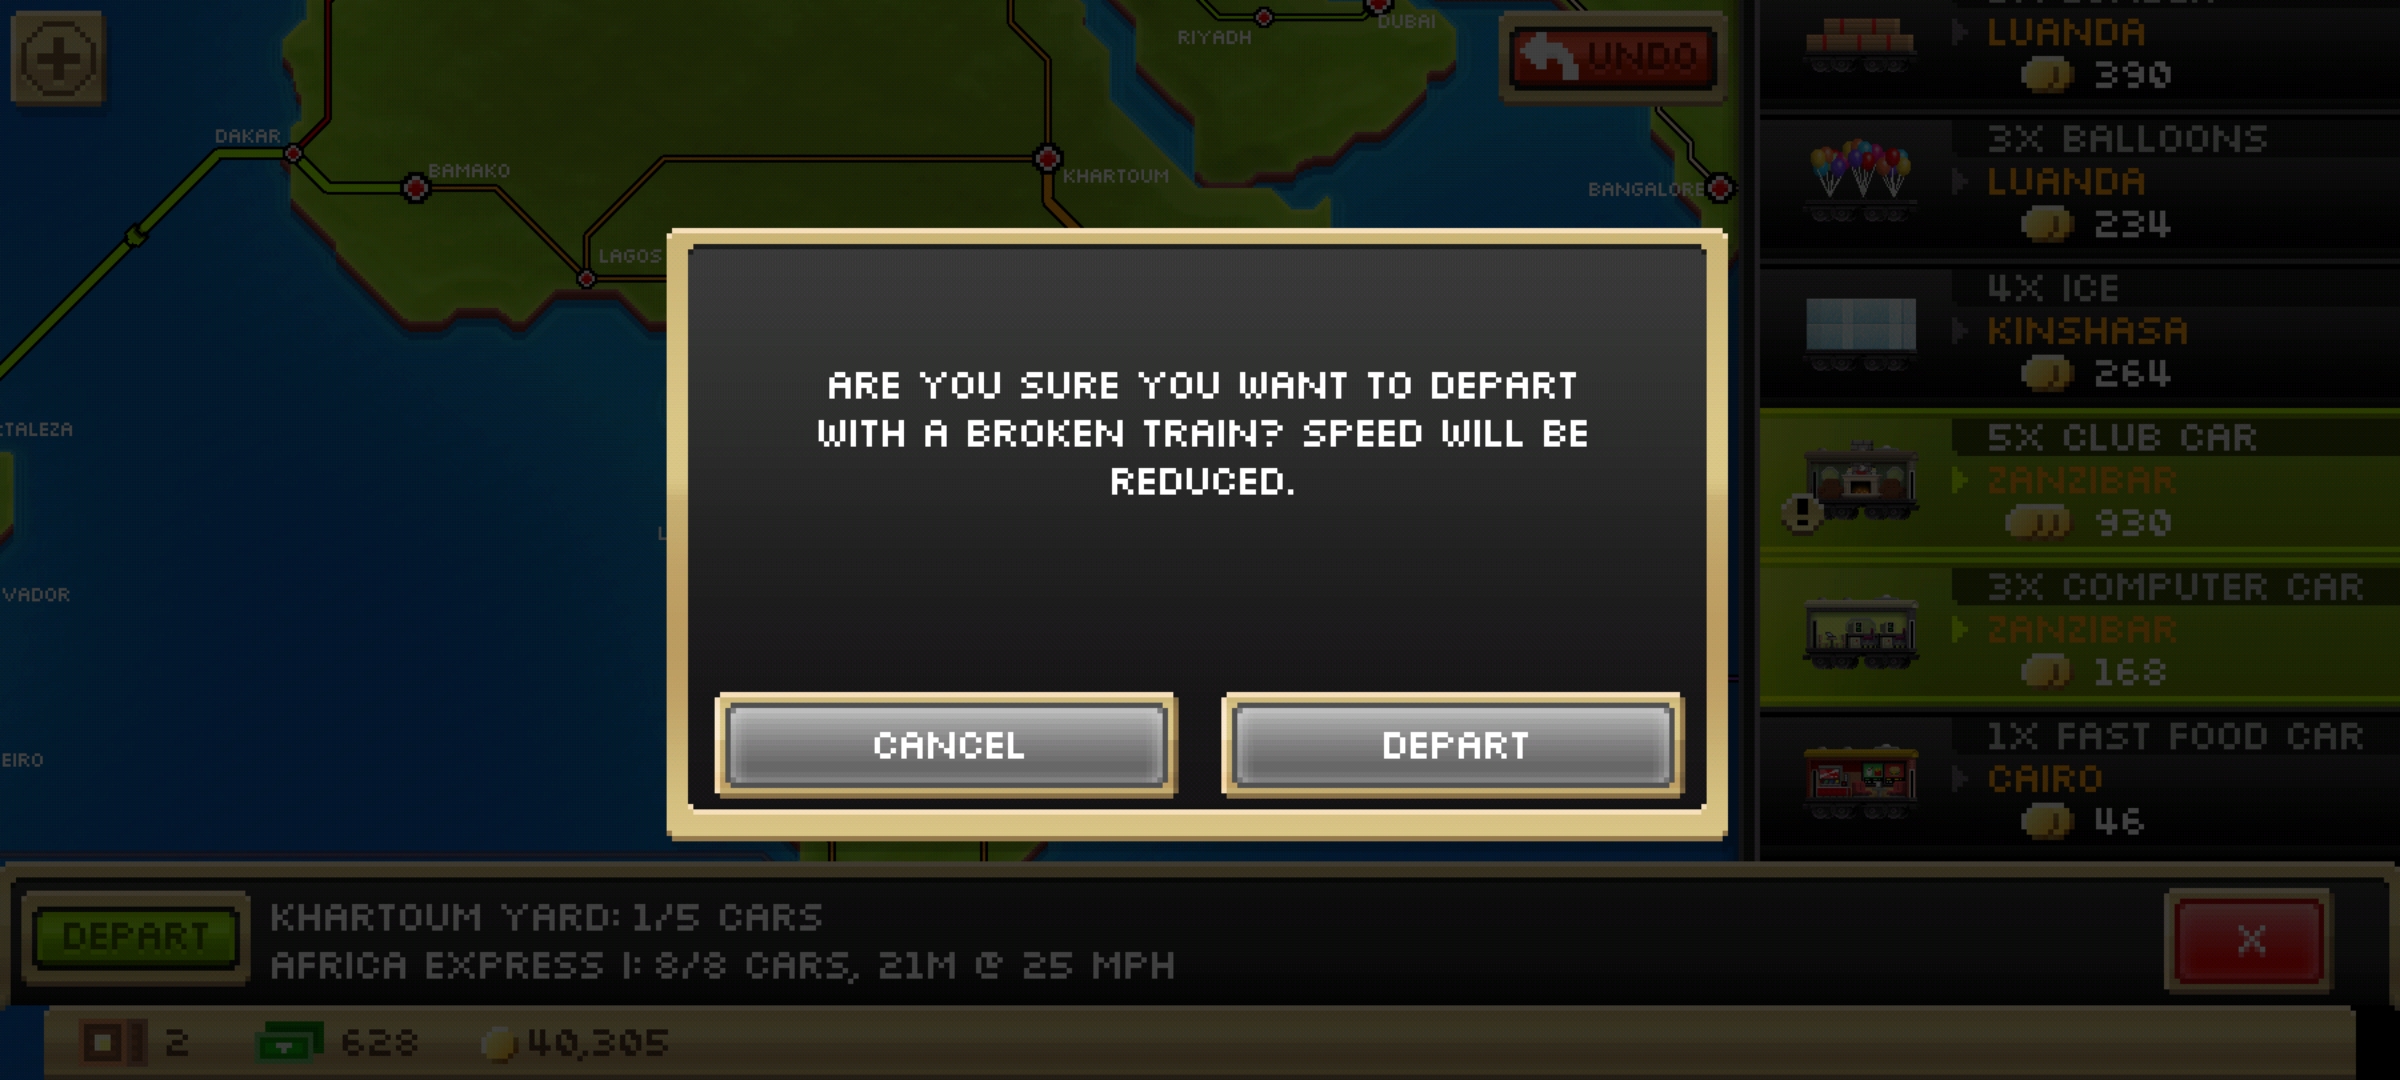 DUBAI
RIYADH
UNDO
DAKAR
BAMAKO
KHARTOUM
BANGALORE
LAGOS
TALEZA
VADOR
EIRO
LUANDA
390
3X BALLOONS
LUANDA
234
4X ICE
KINSHASA
264
5X CLUB CAR
ZANZIBAR
930
3X COMPUTER CAR
ZANZIBAR
168
1X FAST FOOD CAR
CAIRO
46
ARE YOU SURE YOU WANT TO DEPART
WITH A BROKEN TRAIN? SPEED WILL BE
REDUCED.
CANCEL
DEPART
DEPART
KHARTOUM YARD: 1/5 CARS
AFRICA EXPRESS I: 8/8 CARS, 21M @ 25 MPH
X
2
628
40,305